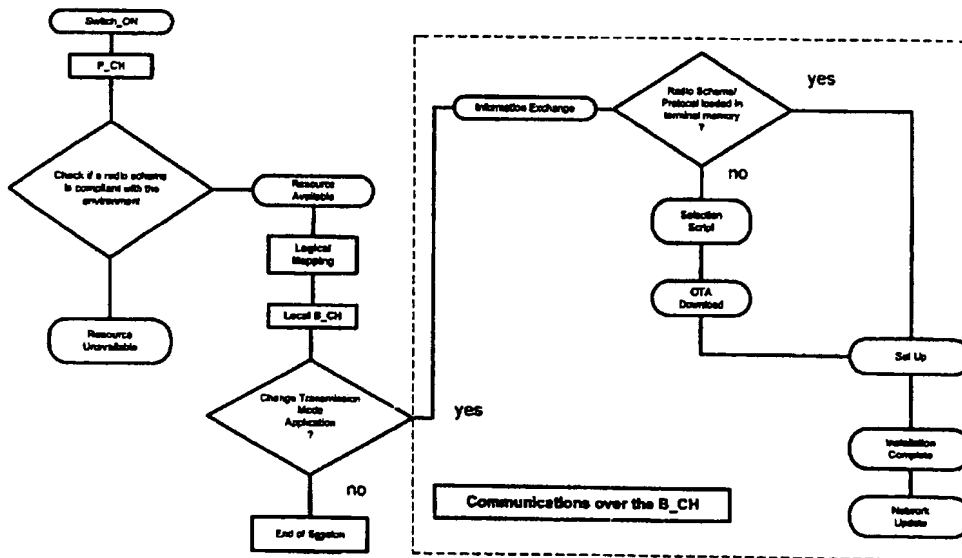 Switch_ON
P_CH
Check if a radio scheme
is compliant with the
environment
Resource
Unavailable
Resource
Available
Logical
Mapping
Local B_CH
Change Transmission
Mode
Application
?
yes
no
End of Session
Information Exchange
Radio Scheme/
Protocol loaded in
terminal memory
?
yes
no
Selection
Script
OTA
Download
Set Up
Installation
Complete
Network
Update
Communications over the B_CH